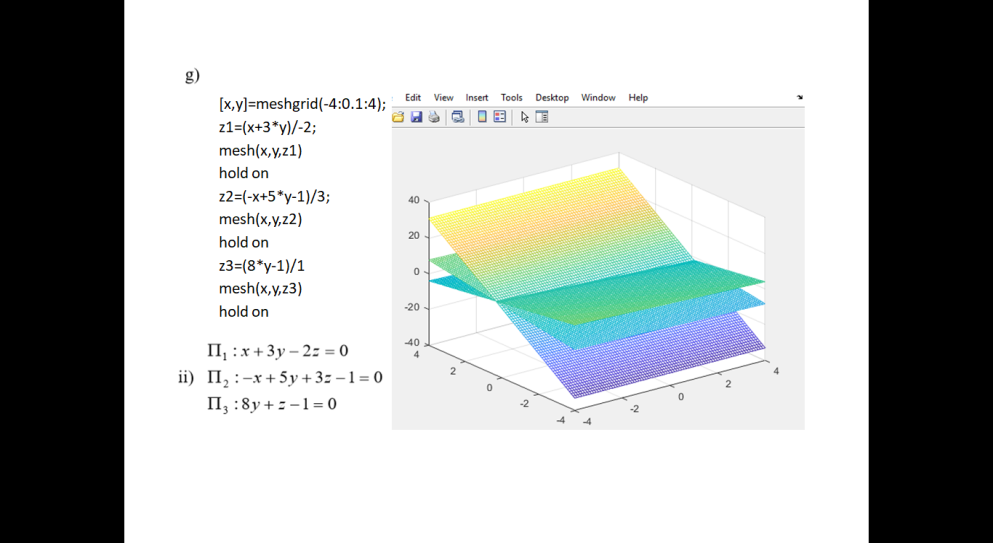 g)
[x,y]=meshgrid(-4:0.1:4);
z1=(x+3*y)/-2;
mesh(x,y,z1)
hold on
z2=(-x+5*y-1)/3;
mesh(x,y,z2)
hold on
z3=(8*y-1)/1
mesh(x,y,z3)
hold on
Π₁ : x + 3y – 2z = 0
ii) Π₂ : –x + 5y + 3z – 1 = 0
Π₃ : 8y + z – 1 = 0
Edit View Insert Tools Desktop Window Help
40
20
0
-20
-40
4
2
0
-2
-4
-4
-2
0
2
4